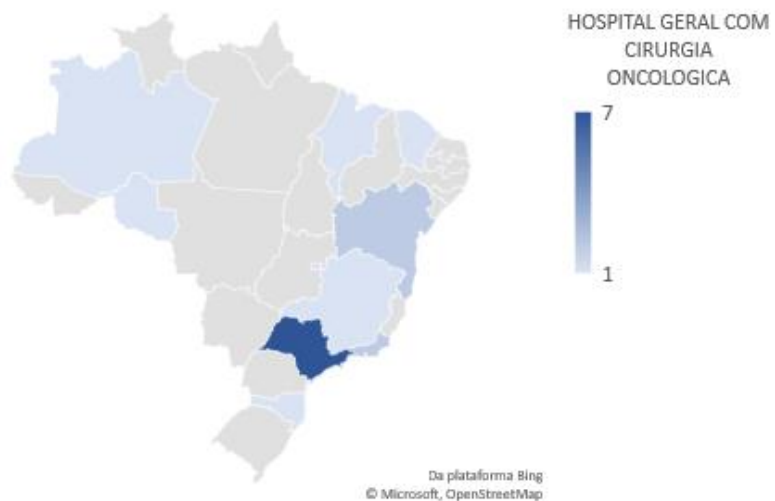 HOSPITAL GERAL COM
CIRURGIA
ONCOLOGICA
7
1
Da plataforma Bing
© Microsoft, OpenStreetMap